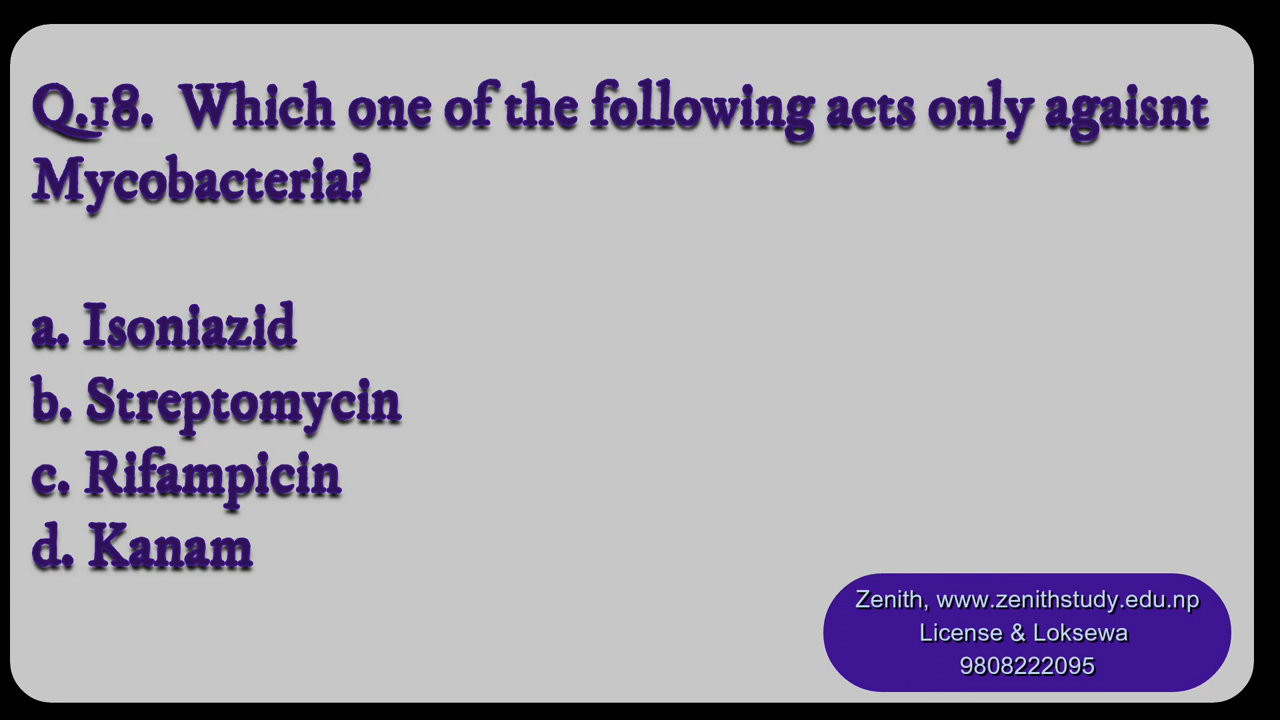 Q.18. Which one of the following acts only agaisnt
Mycobacteria?
a. Isoniazid
b. Streptomycin
c. Rifampicin
d. Kanam
Zenith, www.zenithstudy.edu.np
License & Loksewa
9808222095